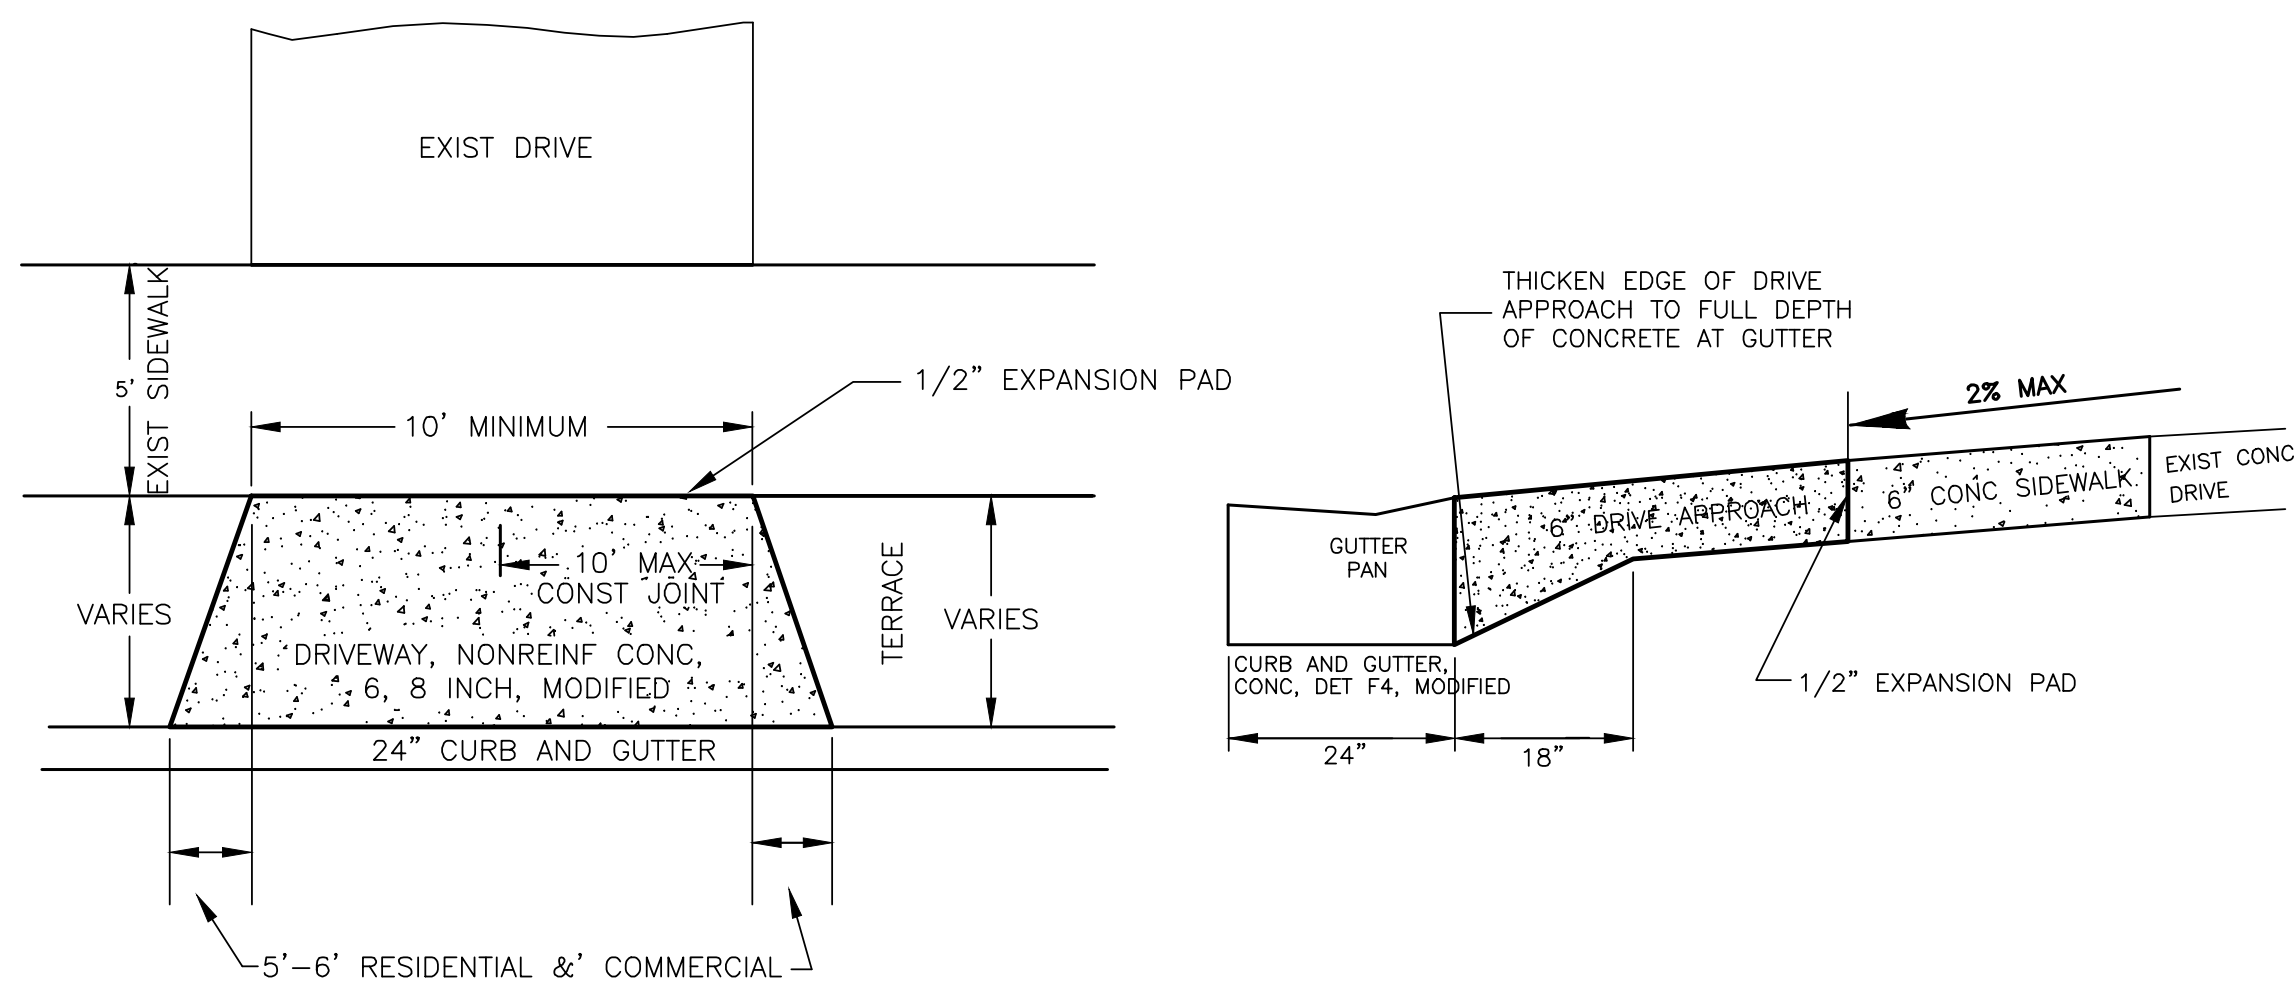 EXIST DRIVE
EXIST SIDEWALK
5'
10' MINIMUM
1/2" EXPANSION PAD
10' MAX
CONST JOINT
VARIES
TERRACE
VARIES
DRIVEWAY, NONREINF CONC,
6, 8 INCH, MODIFIED
24" CURB AND GUTTER
5'-6' RESIDENTIAL &' COMMERCIAL
THICKEN EDGE OF DRIVE
APPROACH TO FULL DEPTH
OF CONCRETE AT GUTTER
2% MAX
6" DRIVE APPROACH
6" CONC SIDEWALK
EXIST CONC
DRIVE
GUTTER
PAN
CURB AND GUTTER,
CONC, DET F4, MODIFIED
1/2" EXPANSION PAD
24"
18"